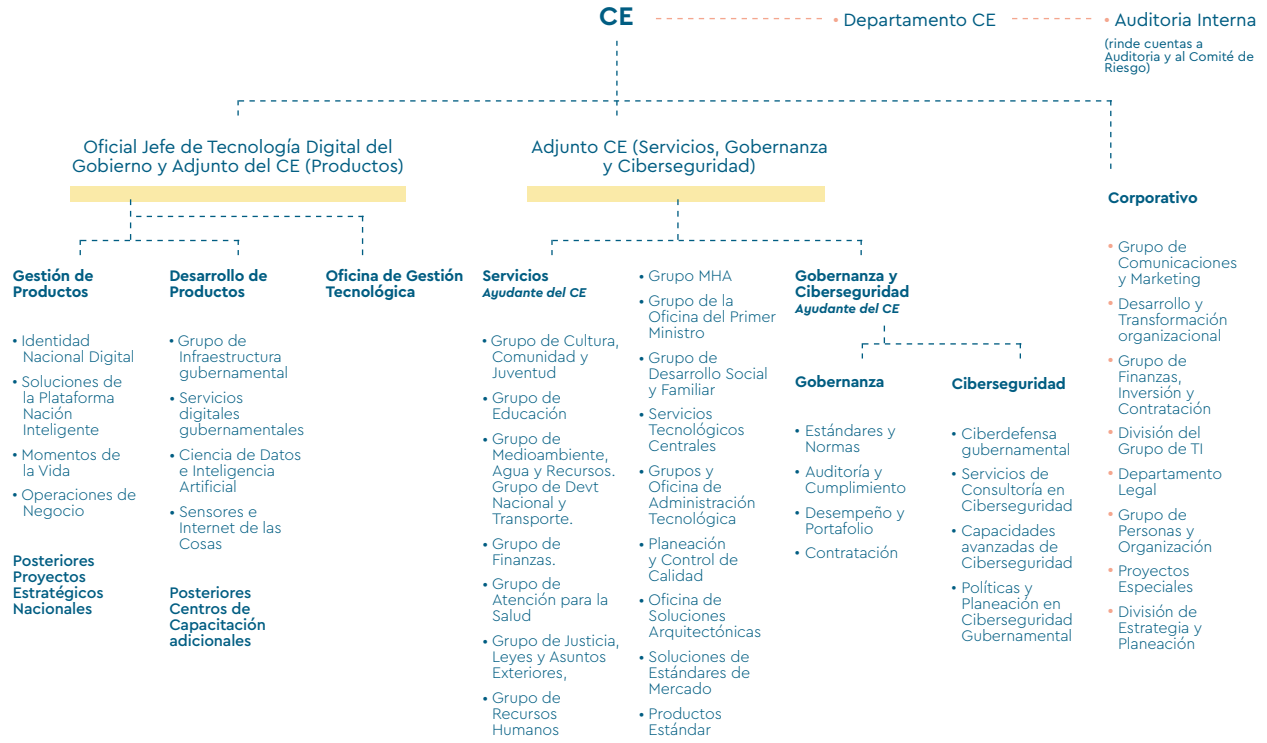 CE
• Departamento CE
• Auditoria Interna
(rinde cuentas a
Auditoria y al Comité de
Riesgo)
Oficial Jefe de Tecnología Digital del
Gobierno y Adjunto del CE (Productos)
Adjunto CE (Servicios, Gobernanza
y Ciberseguridad)
Gestión de
Productos
• Identidad
Nacional Digital
• Soluciones de
la Plataforma
Nación
Inteligente
• Momentos de
la Vida
• Operaciones de
Negocio
Posteriores
Proyectos
Estratégicos
Nacionales
Desarrollo de
Productos
• Grupo de
Infraestructura
gubernamental
• Servicios
digitales
gubernamentales
• Ciencia de Datos
e Inteligencia
Artificial
• Sensores e
Internet de las
Cosas
Posteriores
Centros de
Capacitación
adicionales
Oficina de Gestión
Tecnológica
Servicios
Ayudante del CE
• Grupo de Cultura,
Comunidad y
Juventud
• Grupo de
Educación
• Grupo de
Medioambiente,
Agua y Recursos.
Grupo de Devt
Nacional y
Transporte.
• Grupo de
Finanzas.
• Grupo de
Atención para la
Salud
• Grupo de Justicia,
Leyes y Asuntos
Exteriores,
• Grupo de
Recursos
Humanos
• Grupo MHA
• Grupo de la
Oficina del Primer
Ministro
• Grupo de
Desarrollo Social
y Familiar
• Servicios
Tecnológicos
Centrales
• Grupos y
Oficina de
Administración
Tecnológica
• Planeación
y Control de
Calidad
• Oficina de
Soluciones
Arquitectónicas
• Soluciones de
Estándares de
Mercado
• Productos
Estándar
Gobernanza y
Ciberseguridad
Ayudante del CE
Gobernanza
• Estándares y
Normas
• Auditoría y
Cumplimiento
• Desempeño y
Portafolio
• Contratación
Ciberseguridad
• Ciberdefensa
gubernamental
• Servicios de
Consultoría en
Ciberseguridad
• Capacidades
avanzadas de
Ciberseguridad
• Políticas y
Planeación en
Ciberseguridad
Gubernamental
Corporativo
• Grupo de
Comunicaciones
y Marketing
• Desarrollo y
Transformación
organizacional
• Grupo de
Finanzas,
Inversión y
Contratación
• División del
Grupo de TI
• Departamento
Legal
• Grupo de
Personas y
Organización
• Proyectos
Especiales
• División de
Estrategia y
Planeación